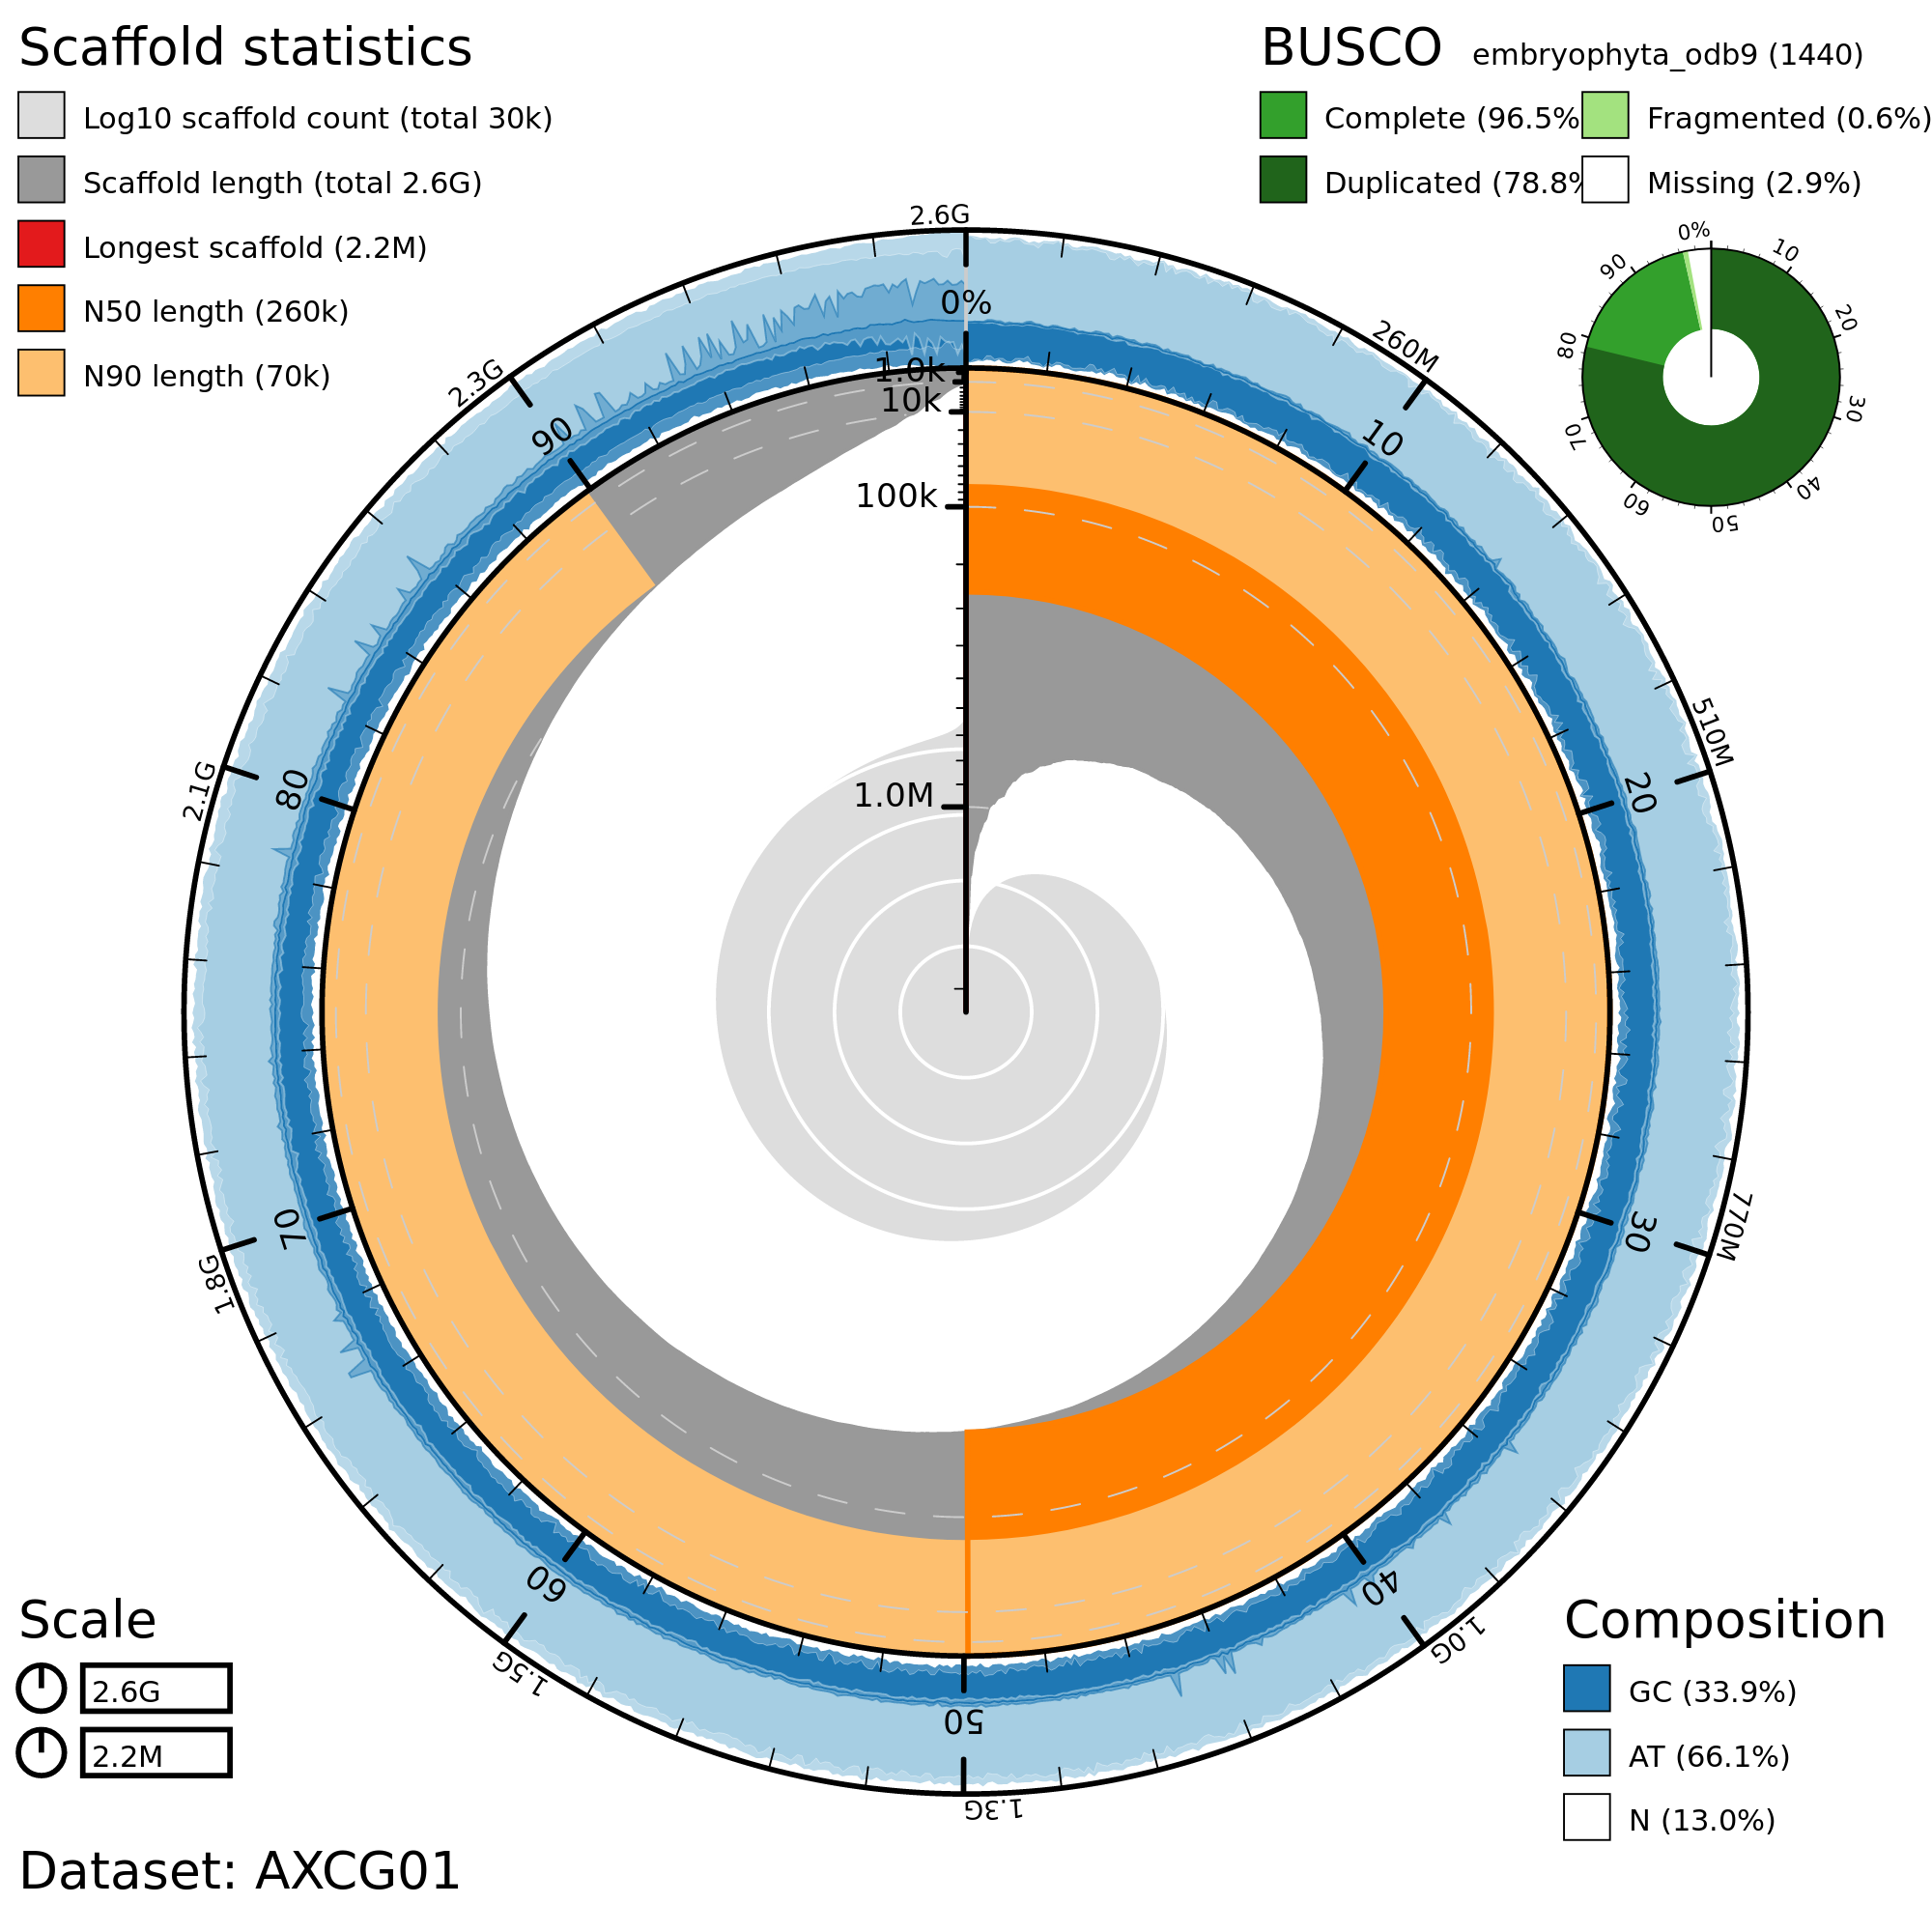 Scaffold statistics
Log10 scaffold count (total 30k)
Scaffold length (total 2.6G)
Longest scaffold (2.2M)
N50 length (260k)
N90 length (70k)
BUSCO embryophyta_odb9 (1440)
Complete (96.5% Fragmented (0.6%)
Duplicated (78.8% Missing (2.9%)
0%
10
20
30
40
50
60
70
80
90
2.6G
260M
510M
770M
1.0G
1.3G
1.5G
1.8G
2.1G
2.3G
0%
10
20
30
40
50
60
70
80
90
1.0k
10k
100k
1.0M
Scale
2.6G
2.2M
Composition
GC (33.9%)
AT (66.1%)
N (13.0%)
Dataset: AXCG01